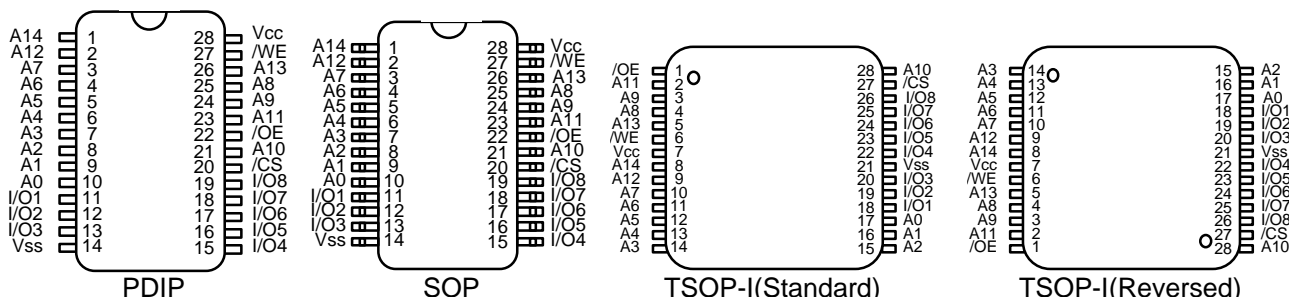 A14 1 28 Vcc
A12 2 27 /WE
A7 3 26 A13
A6 4 25 A8
A5 5 24 A9
A4 6 23 A11
A3 7 22 /OE
A2 8 21 A10
A1 9 20 /CS
A0 10 19 I/O8
I/O1 11 18 I/O7
I/O2 12 17 I/O6
I/O3 13 16 I/O5
Vss 14 15 I/O4
PDIP
A14 1 28 Vcc
A12 2 27 /WE
A7 3 26 A13
A6 4 25 A8
A5 5 24 A9
A4 6 23 A11
A3 7 22 /OE
A2 8 21 A10
A1 9 20 /CS
A0 10 19 I/O8
I/O1 11 18 I/O7
I/O2 12 17 I/O6
I/O3 13 16 I/O5
Vss 14 15 I/O4
SOP
/OE 1 28 A10
A11 2 27 /CS
A9 3 26 I/O8
A8 4 25 I/O7
A13 5 24 I/O6
/WE 6 23 I/O5
Vcc 7 22 I/O4
A14 8 21 Vss
A12 9 20 I/O3
A7 10 19 I/O2
A6 11 18 I/O1
A5 12 17 A0
A4 13 16 A1
A3 14 15 A2
TSOP-I(Standard)
A3 14 15 A2
A4 13 16 A1
A5 12 17 A0
A6 11 18 I/O1
A7 10 19 I/O2
A12 9 20 I/O3
A14 8 21 Vss
Vcc 7 22 I/O4
/WE 6 23 I/O5
A13 5 24 I/O6
A8 4 25 I/O7
A9 3 26 I/O8
A11 2 27 /CS
/OE 1 28 A10
TSOP-I(Reversed)